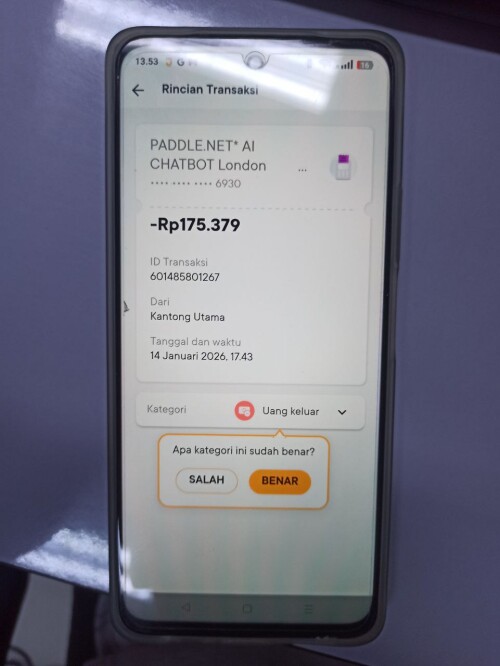 13.53 G
Rincian Transaksi
PADDLE.NET* AI
CHATBOT London
...
•••• •••• •••• 6930
-Rp175.379
ID Transaksi
601485801267
Dari
Kantong Utama
Tanggal dan waktu
14 Januari 2026, 17.43
Kategori
Uang keluar
Apa kategori ini sudah benar?
SALAH
BENAR
16